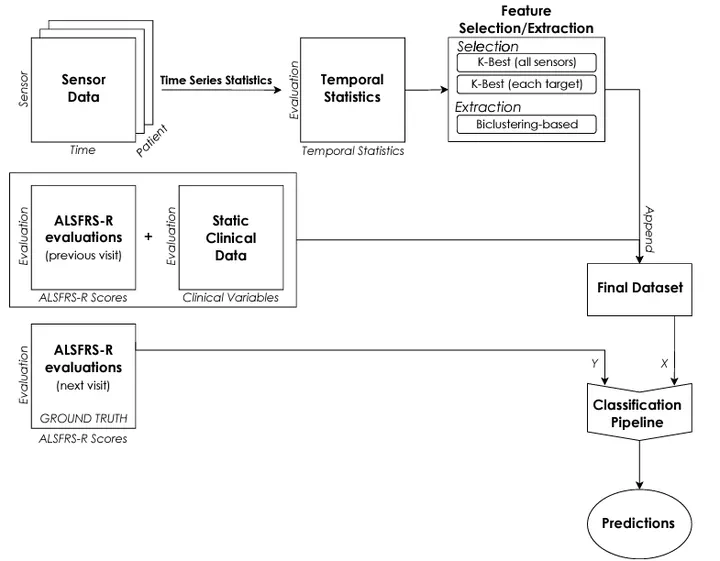 Feature
Selection/Extraction
Sensor
Sensor
Data
Time
Patient
Time Series Statistics
Evaluation
Temporal
Statistics
Temporal Statistics
Selection
K-Best (all sensors)
K-Best (each target)
Extraction
Biclustering-based
Evaluation
ALSFRS-R
evaluations
(previous visit)
ALSFRS-R Scores
+
Evaluation
Static
Clinical
Data
Clinical Variables
Append
Final Dataset
Evaluation
ALSFRS-R
evaluations
(next visit)
GROUND TRUTH
ALSFRS-R Scores
Y
X
Classification
Pipeline
Predictions